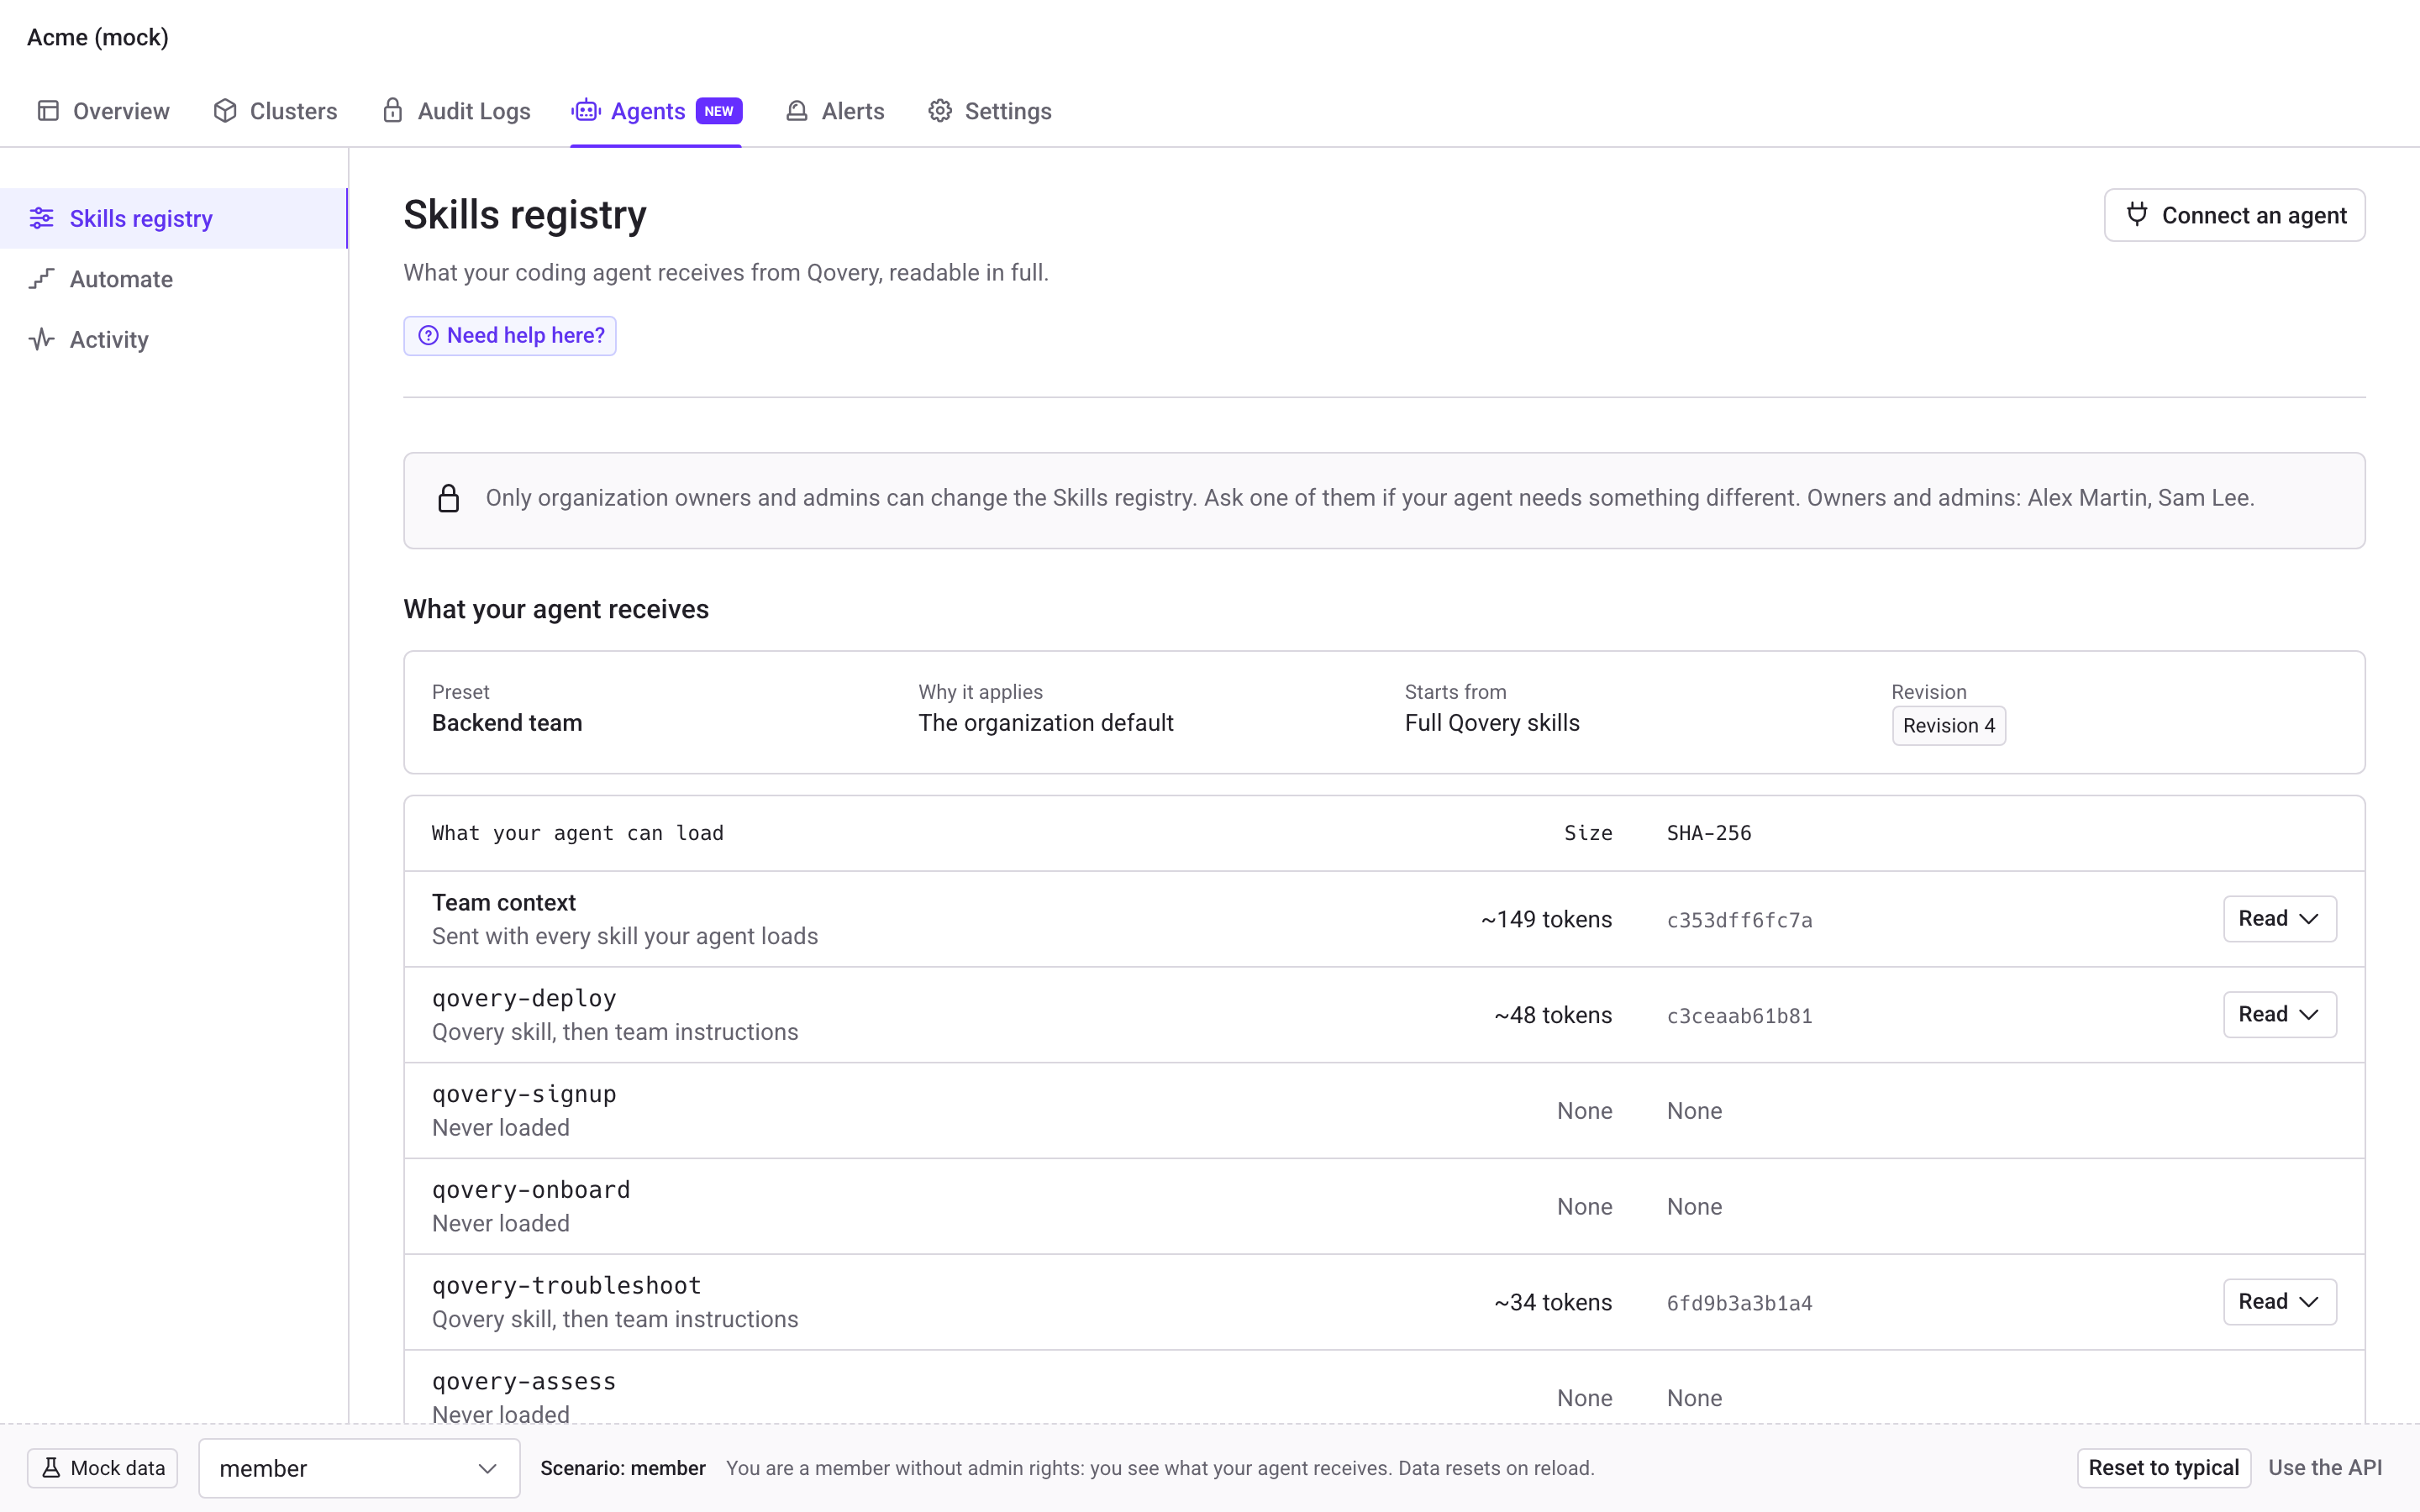 Acme (mock)
Overview
Clusters
Audit Logs
Agents NEW
Alerts
Settings
Skills registry
Automate
Activity
Skills registry
Connect an agent
What your coding agent receives from Qovery, readable in full.
Need help here?
Only organization owners and admins can change the Skills registry. Ask one of them if your agent needs something different. Owners and admins: Alex Martin, Sam Lee.
What your agent receives
Preset
Backend team
Why it applies
The organization default
Starts from
Full Qovery skills
Revision
Revision 4
What your agent can load
Size
SHA-256
Team context
Sent with every skill your agent loads
~149 tokens
c353dff6fc7a
Read
qovery-deploy
Qovery skill, then team instructions
~48 tokens
c3ceaab61b81
Read
qovery-signup
Never loaded
None
None
qovery-onboard
Never loaded
None
None
qovery-troubleshoot
Qovery skill, then team instructions
~34 tokens
6fd9b3a3b1a4
Read
qovery-assess
Never loaded
None
None
Mock data
member
Scenario: member
You are a member without admin rights: you see what your agent receives. Data resets on reload.
Reset to typical
Use the API